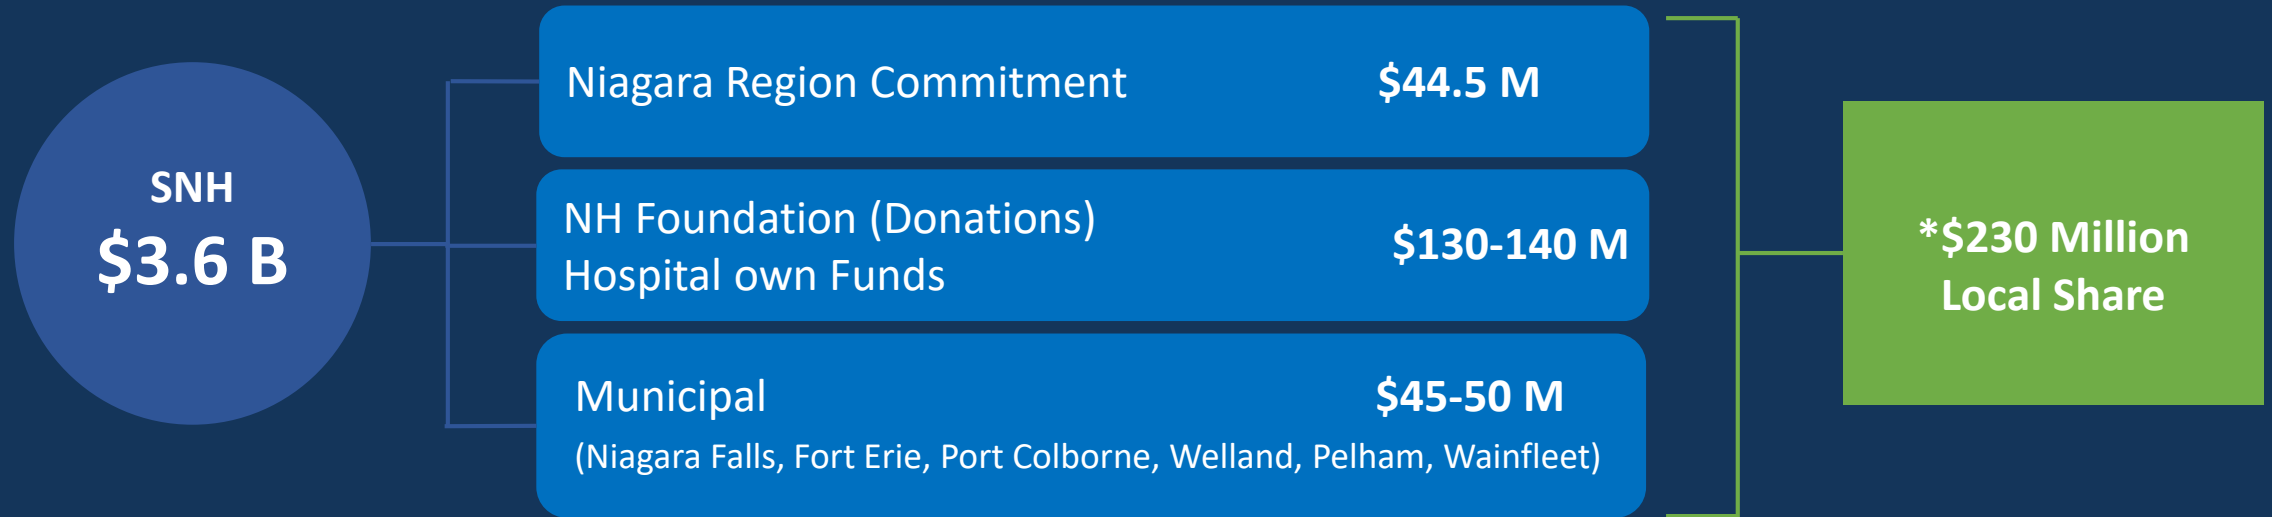 SNH
$3.6 B
Niagara Region Commitment $44.5 M
NH Foundation (Donations)
Hospital own Funds
$130-140 M
Municipal $45-50 M
(Niagara Falls, Fort Erie, Port Colborne, Welland, Pelham, Wainfleet)
*$230 Million
Local Share